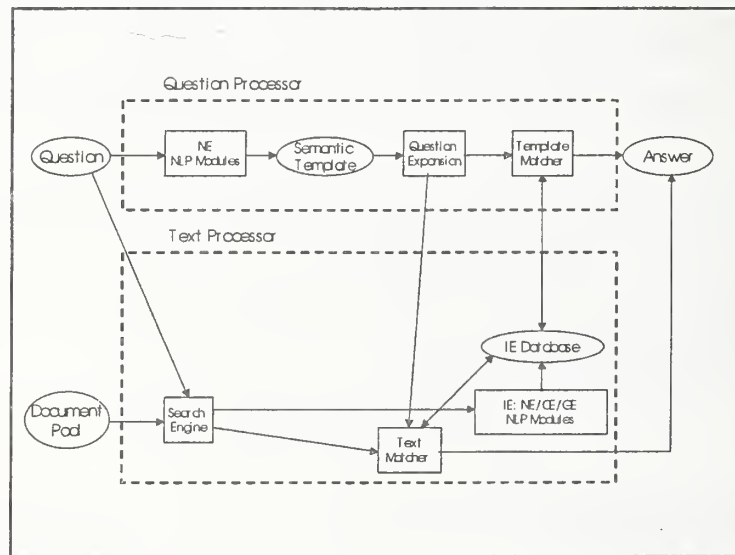 Question Processor
Question
NE
NLP Modules
Semantic
Template
Question
Expansion
Template
Matcher
Answer
Text Processor
IE Database
Document
Pool
Search
Engine
IE: NE/CE/GE
NLP Modules
Text
Matcher